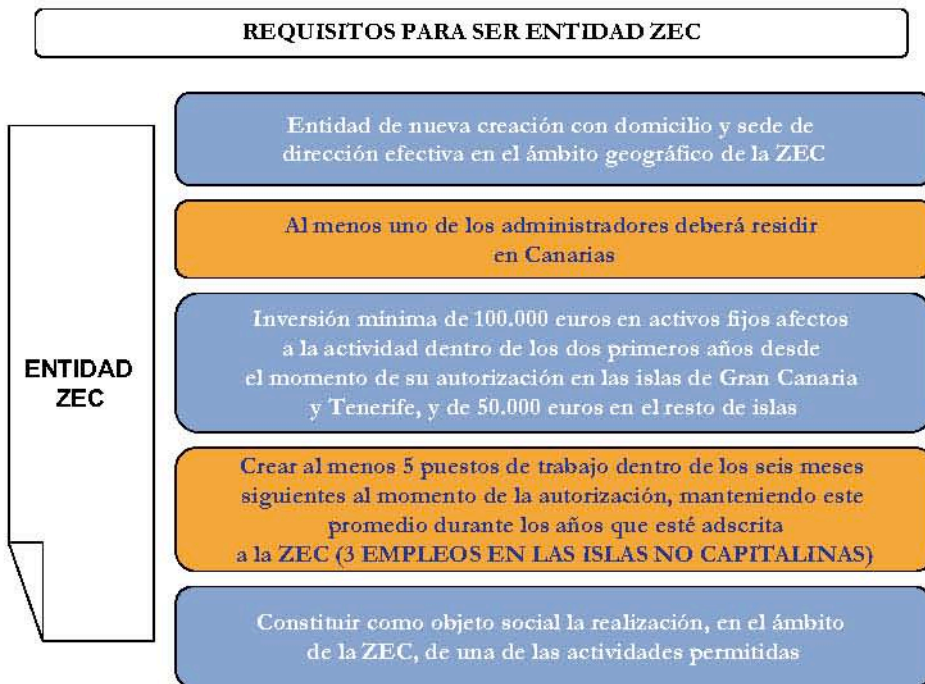 REQUISITOS PARA SER ENTIDAD ZEC
ENTIDAD
ZEC
Entidad de nueva creación con domicilio y sede de
dirección efectiva en el ámbito geográfico de la ZEC
Al menos uno de los administradores deberá residir
en Canarias
Inversión mínima de 100.000 euros en activos fijos afectos
a la actividad dentro de los dos primeros años desde
el momento de su autorización en las islas de Gran Canaria
y Tenerife, y de 50.000 euros en el resto de islas
Crear al menos 5 puestos de trabajo dentro de los seis meses
siguientes al momento de la autorización, manteniendo este
promedio durante los años que esté adscrita
a la ZEC (3 EMPLEOS EN LAS ISLAS NO CAPITALINAS)
Constituir como objeto social la realización, en el ámbito
de la ZEC, de una de las actividades permitidas